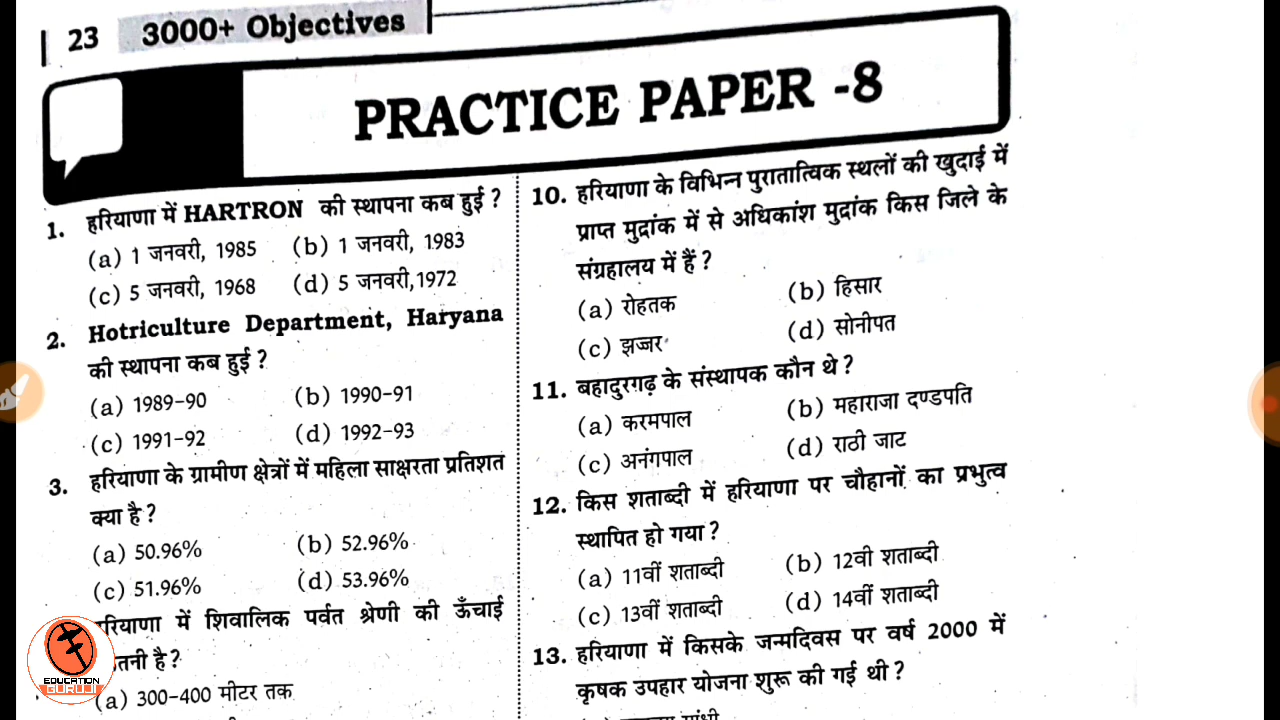 23 3000+ Objectives
PRACTICE PAPER -8
1. हरियाणा में HARTRON की स्थापना कब हुई ?
(a) 1 जनवरी, 1985 (b) 1 जनवरी, 1983
(c) 5 जनवरी, 1968 (d) 5 जनवरी,1972
2. Hotriculture Department, Haryana
की स्थापना कब हुई ?
(a) 1989-90 (b) 1990-91
(c) 1991-92 (d) 1992-93
3. हरियाणा के ग्रामीण क्षेत्रों में महिला साक्षरता प्रतिशत
क्या है ?
(a) 50.96% (b) 52.96%
(c) 51.96% (d) 53.96%
में शिवालिक पर्वत श्रेणी की ऊँचाई
है ?
(a) 300-400 मीटर तक
10. हरियाणा के विभिन्न पुरातात्विक स्थलों की खुदाई में
प्राप्त मुद्रांक में से अधिकांश मुद्रांक किस जिले के
संग्रहालय में हैं ?
(a) रोहतक (b) हिसार
(c) झज्जर (d) सोनीपत
11. बहादुरगढ़ के संस्थापक कौन थे ?
(a) करमपाल (b) महाराजा दण्डपति
(c) अनंगपाल (d) राठी जाट
12. किस शताब्दी में हरियाणा पर चौहानों का प्रभुत्व
स्थापित हो गया ?
(a) 11वीं शताब्दी (b) 12वी शताब्दी
(c) 13वीं शताब्दी (d) 14वीं शताब्दी
13. हरियाणा में किसके जन्मदिवस पर वर्ष 2000 में
कृषक उपहार योजना शुरू की गई थी ?
EDUCATION
GURUJI